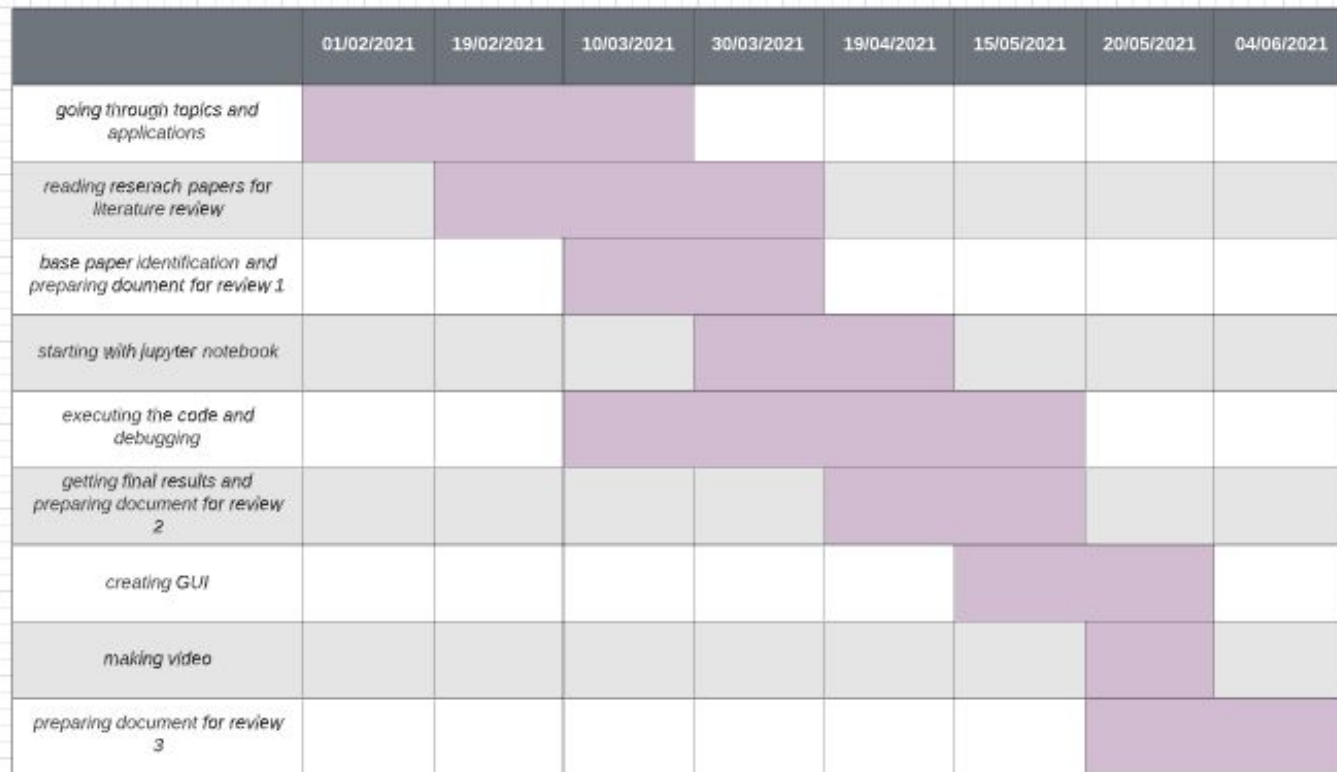 01/02/2021 19/02/2021 10/03/2021 30/03/2021 19/04/2021 15/05/2021 20/05/2021 04/06/2021
going through topics and
applications
reading reserach papers for
literature review
base paper identification and
preparing doument for review 1
starting with jupyter notebook
executing the code and
debugging
getting final results and
preparing document for review
2
creating GUI
making video
preparing document for review
3